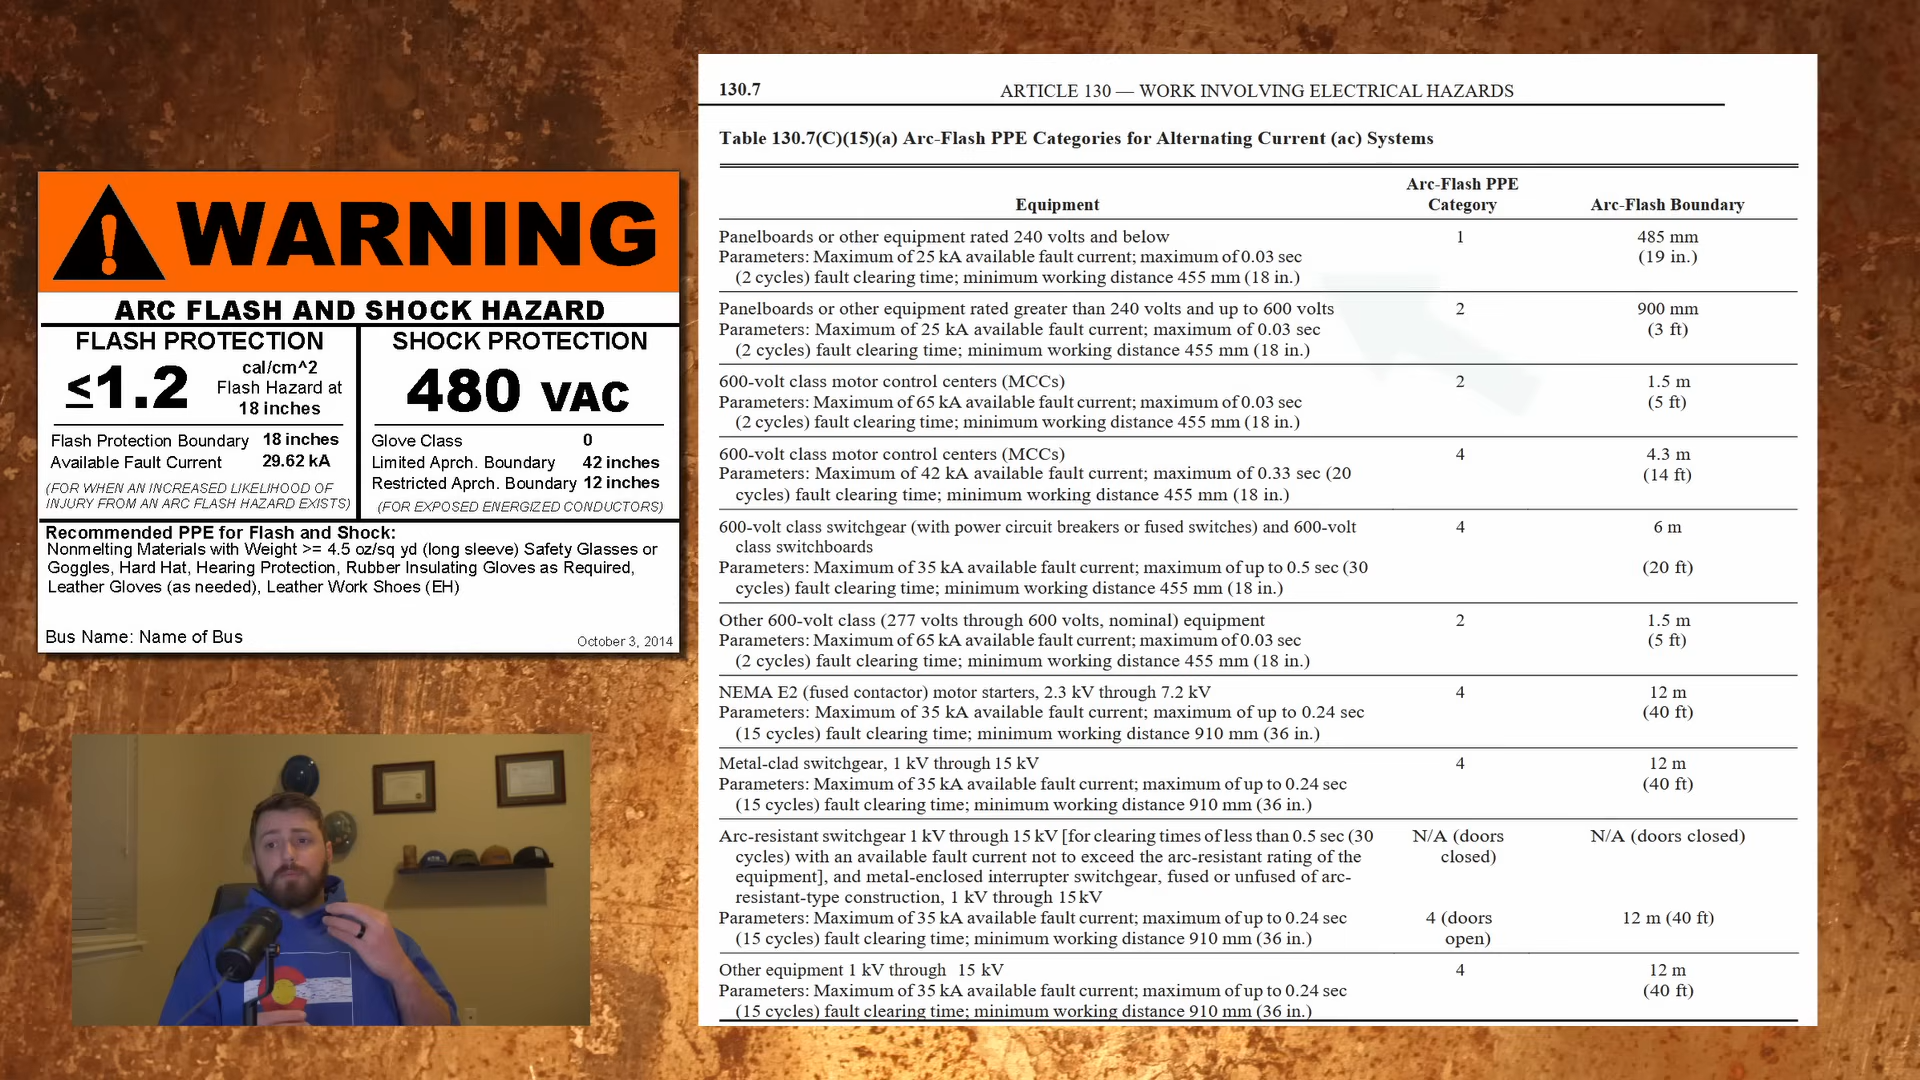 WARNING
ARC FLASH AND SHOCK HAZARD
FLASH PROTECTION
≤1.2 cal/cm^2
Flash Hazard at
18 inches
Flash Protection Boundary 18 inches
Available Fault Current 29.62 kA
(FOR WHEN AN INCREASED LIKELIHOOD OF
INJURY FROM AN ARC FLASH HAZARD EXISTS)
SHOCK PROTECTION
480 VAC
Glove Class 0
Limited Aprch. Boundary 42 inches
Restricted Aprch. Boundary 12 inches
(FOR EXPOSED ENERGIZED CONDUCTORS)
Recommended PPE for Flash and Shock:
Nonmelting Materials with Weight >= 4.5 oz/sq yd (long sleeve) Safety Glasses or
Goggles, Hard Hat, Hearing Protection, Rubber Insulating Gloves as Required,
Leather Gloves (as needed), Leather Work Shoes (EH)
Bus Name: Name of Bus
October 3, 2014
130.7 ARTICLE 130 — WORK INVOLVING ELECTRICAL HAZARDS
Table 130.7(C)(15)(a) Arc-Flash PPE Categories for Alternating Current (ac) Systems
Arc-Flash PPE
Equipment Category Arc-Flash Boundary
Panelboards or other equipment rated 240 volts and below 1 485 mm
Parameters: Maximum of 25 kA available fault current; maximum of 0.03 sec (19 in.)
(2 cycles) fault clearing time; minimum working distance 455 mm (18 in.)
Panelboards or other equipment rated greater than 240 volts and up to 600 volts 2 900 mm
Parameters: Maximum of 25 kA available fault current; maximum of 0.03 sec (3 ft)
(2 cycles) fault clearing time; minimum working distance 455 mm (18 in.)
600-volt class motor control centers (MCCs) 2 1.5 m
Parameters: Maximum of 65 kA available fault current; maximum of 0.03 sec (5 ft)
(2 cycles) fault clearing time; minimum working distance 455 mm (18 in.)
600-volt class motor control centers (MCCs) 4 4.3 m
Parameters: Maximum of 42 kA available fault current; maximum of 0.33 sec (20 (14 ft)
cycles) fault clearing time; minimum working distance 455 mm (18 in.)
600-volt class switchgear (with power circuit breakers or fused switches) and 600-volt 4 6 m
class switchboards
Parameters: Maximum of 35 kA available fault current; maximum of up to 0.5 sec (30 (20 ft)
cycles) fault clearing time; minimum working distance 455 mm (18 in.)
Other 600-volt class (277 volts through 600 volts, nominal) equipment 2 1.5 m
Parameters: Maximum of 65 kA available fault current; maximum of 0.03 sec (5 ft)
(2 cycles) fault clearing time; minimum working distance 455 mm (18 in.)
NEMA E2 (fused contactor) motor starters, 2.3 kV through 7.2 kV 4 12 m
Parameters: Maximum of 35 kA available fault current; maximum of up to 0.24 sec (40 ft)
(15 cycles) fault clearing time; minimum working distance 910 mm (36 in.)
Metal-clad switchgear, 1 kV through 15 kV 4 12 m
Parameters: Maximum of 35 kA available fault current; maximum of up to 0.24 sec (40 ft)
(15 cycles) fault clearing time; minimum working distance 910 mm (36 in.)
Arc-resistant switchgear 1 kV through 15 kV [for clearing times of less than 0.5 sec (30 N/A (doors N/A (doors closed)
cycles) with an available fault current not to exceed the arc-resistant rating of the closed)
equipment], and metal-enclosed interrupter switchgear, fused or unfused of arc-
resistant-type construction, 1 kV through 15 kV
Parameters: Maximum of 35 kA available fault current; maximum of up to 0.24 sec 4 (doors 12 m (40 ft)
(15 cycles) fault clearing time; minimum working distance 910 mm (36 in.) open)
Other equipment 1 kV through 15 kV 4 12 m
Parameters: Maximum of 35 kA available fault current; maximum of up to 0.24 sec (40 ft)
(15 cycles) fault clearing time; minimum working distance 910 mm (36 in.)